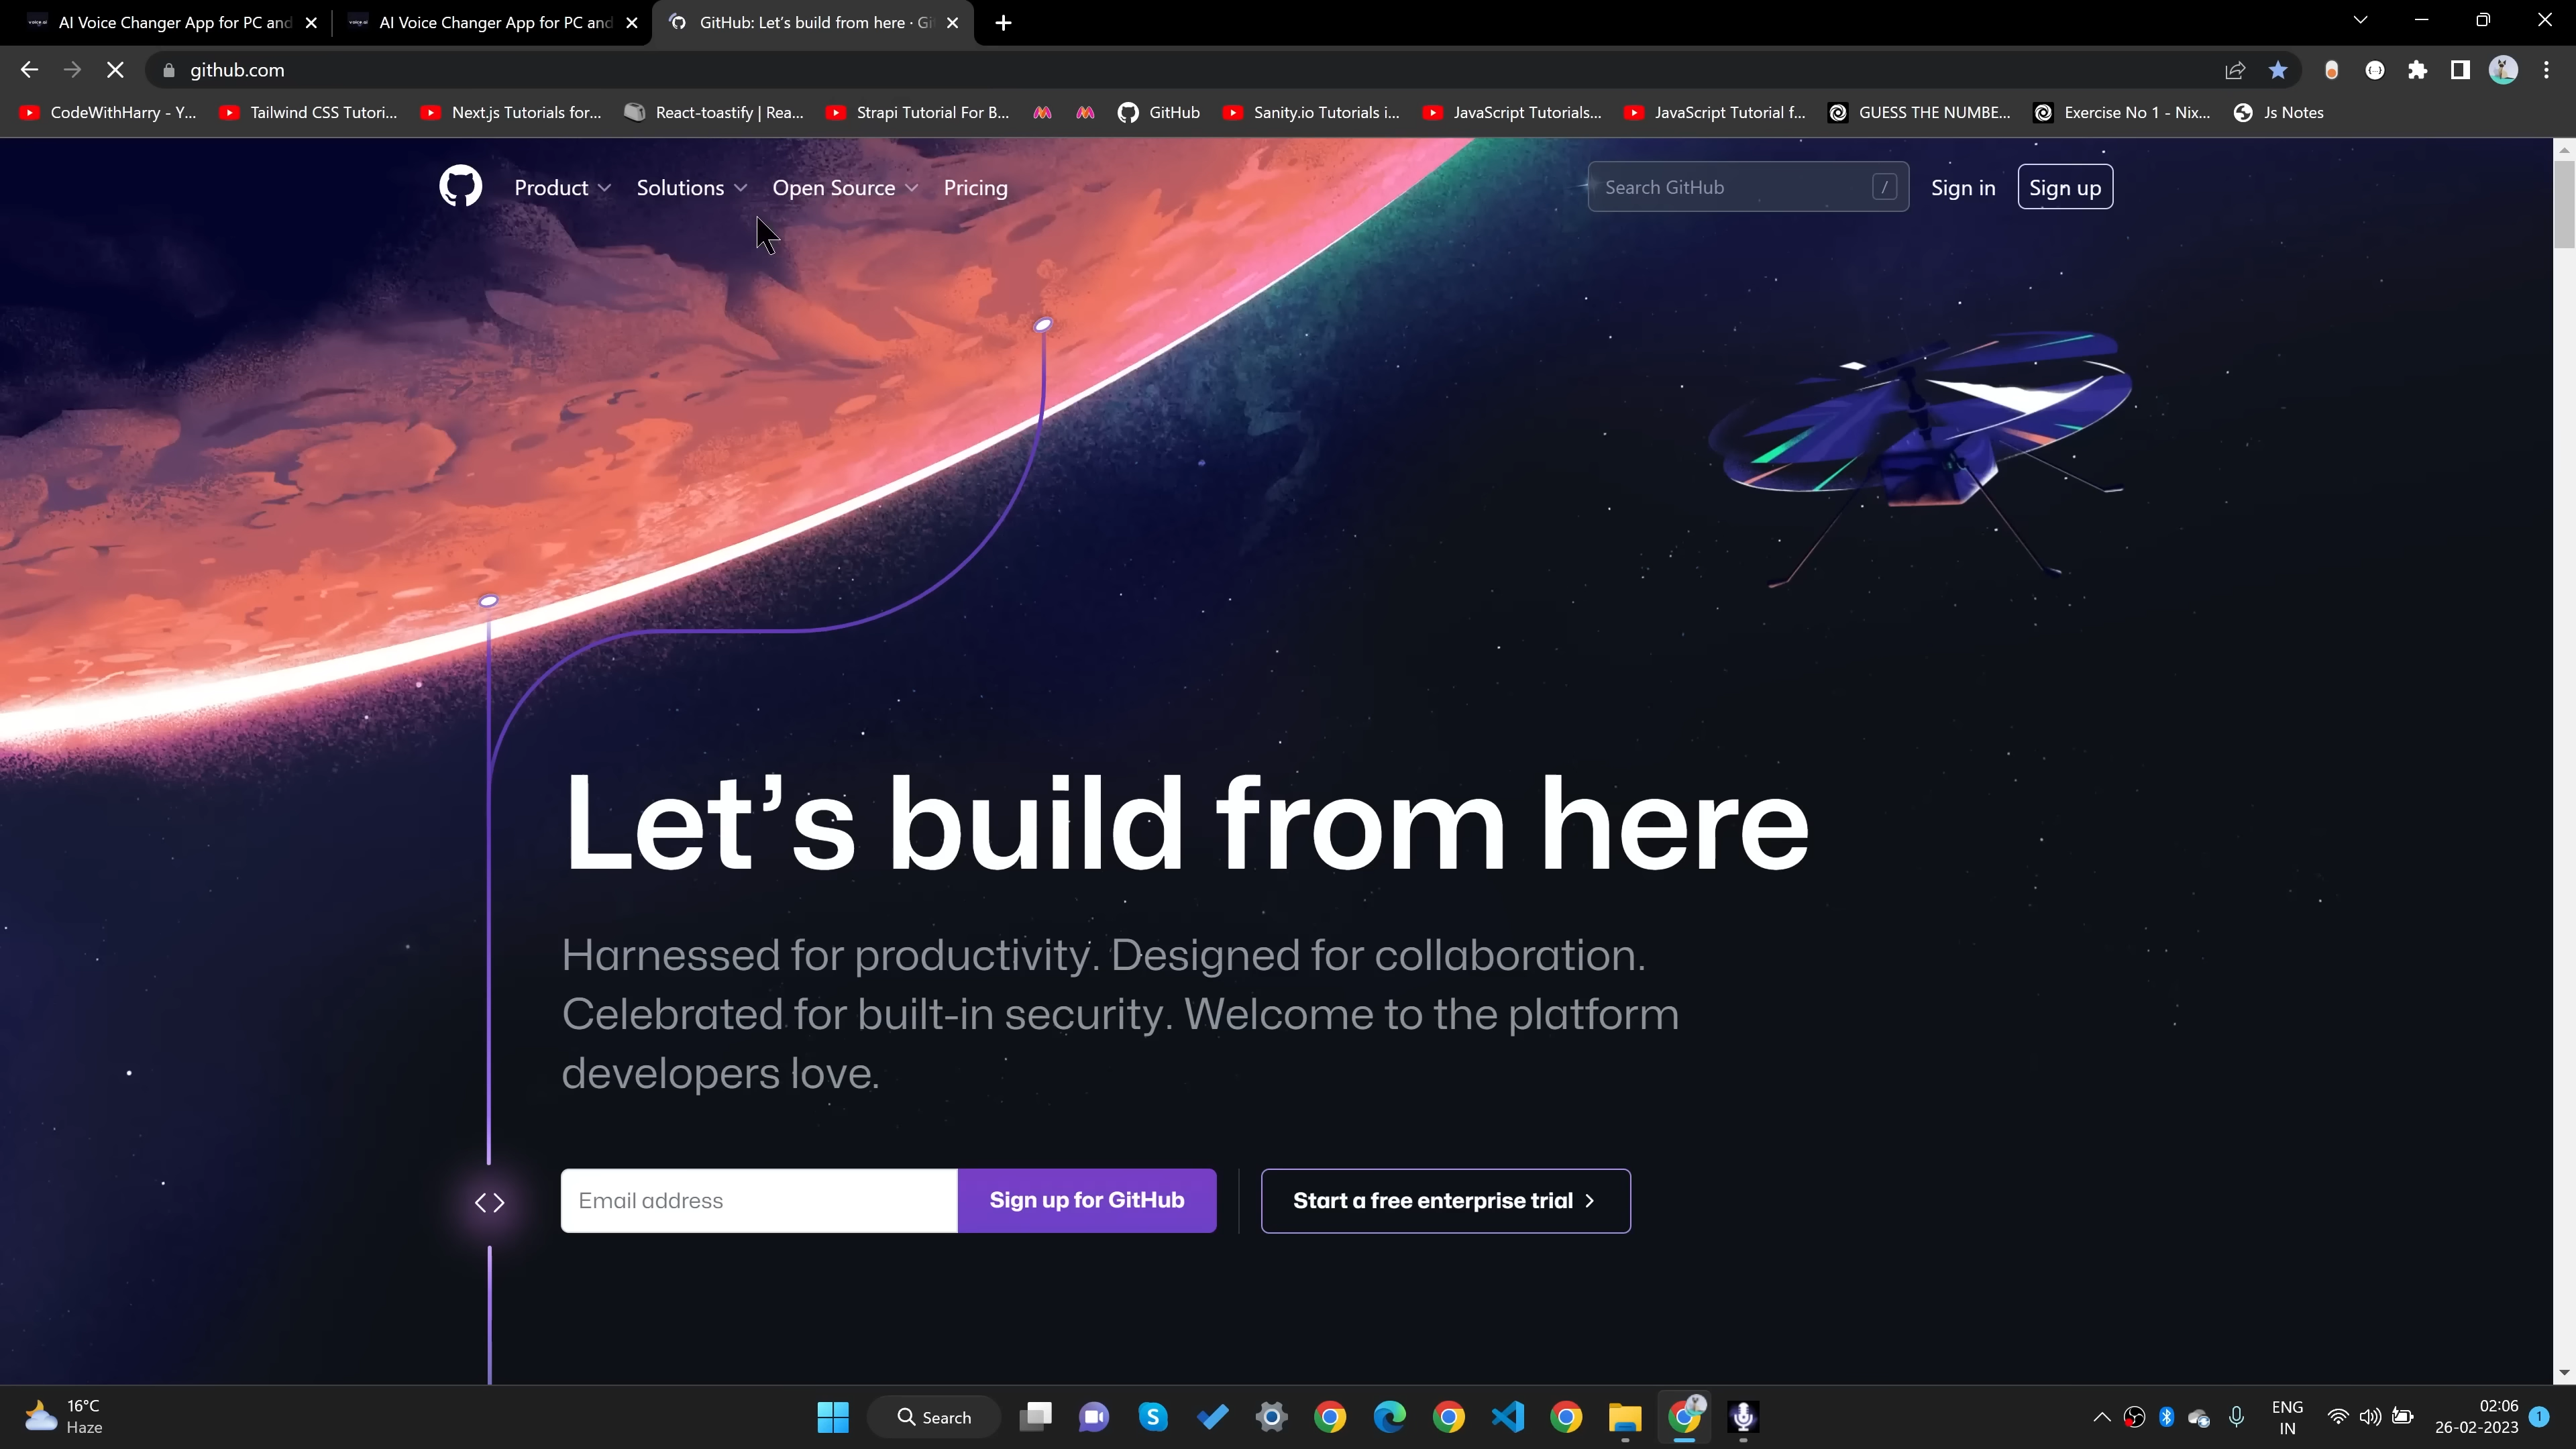 AI Voice Changer App for PC and
AI Voice Changer App for PC and
GitHub: Let’s build from here · Gi
github.com
CodeWithHarry - Y...
Tailwind CSS Tutori...
Next.js Tutorials for...
React-toastify | Rea...
Strapi Tutorial For B...
GitHub
Sanity.io Tutorials i...
JavaScript Tutorials...
JavaScript Tutorial f...
GUESS THE NUMBE...
Exercise No 1 - Nix...
Js Notes
Product
Solutions
Open Source
Pricing
Search GitHub
/
Sign in
Sign up
Let’s build from here
Harnessed for productivity. Designed for collaboration.
Celebrated for built-in security. Welcome to the platform
developers love.
Email address
Sign up for GitHub
Start a free enterprise trial
16°C
Haze
Search
ENG
IN
02:06
26-02-2023
1